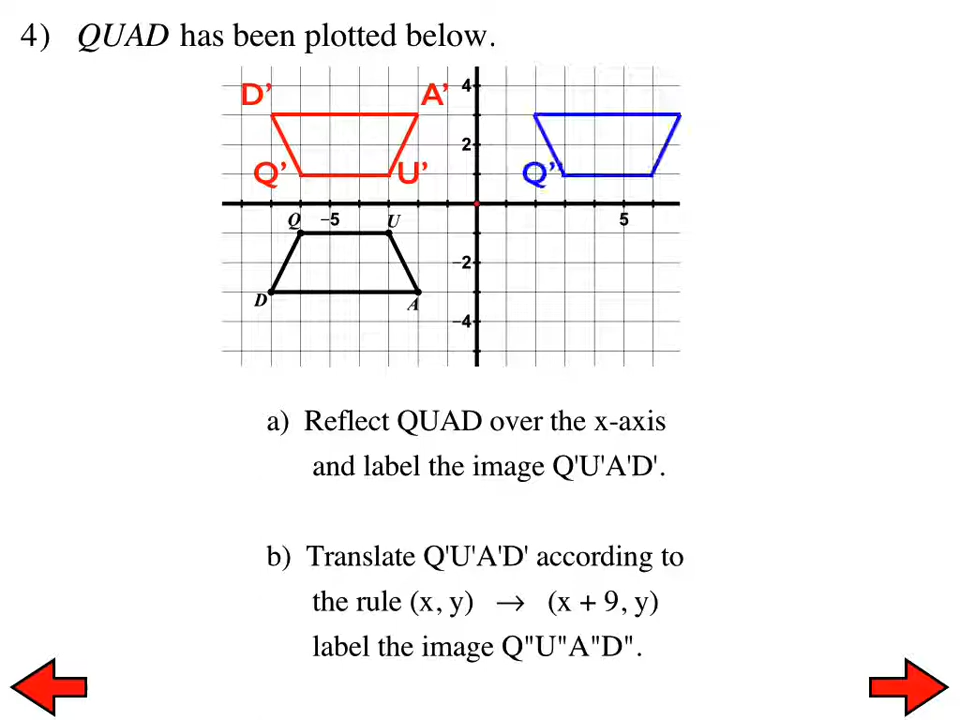 4) QUAD has been plotted below.
D' A' 4
2
Q' U' Q''
Q -5 U 5
-2
D A
-4
a) Reflect QUAD over the x-axis
and label the image Q'U'A'D'.
b) Translate Q'U'A'D' according to
the rule (x, y) → (x + 9, y)
label the image Q"U"A"D".